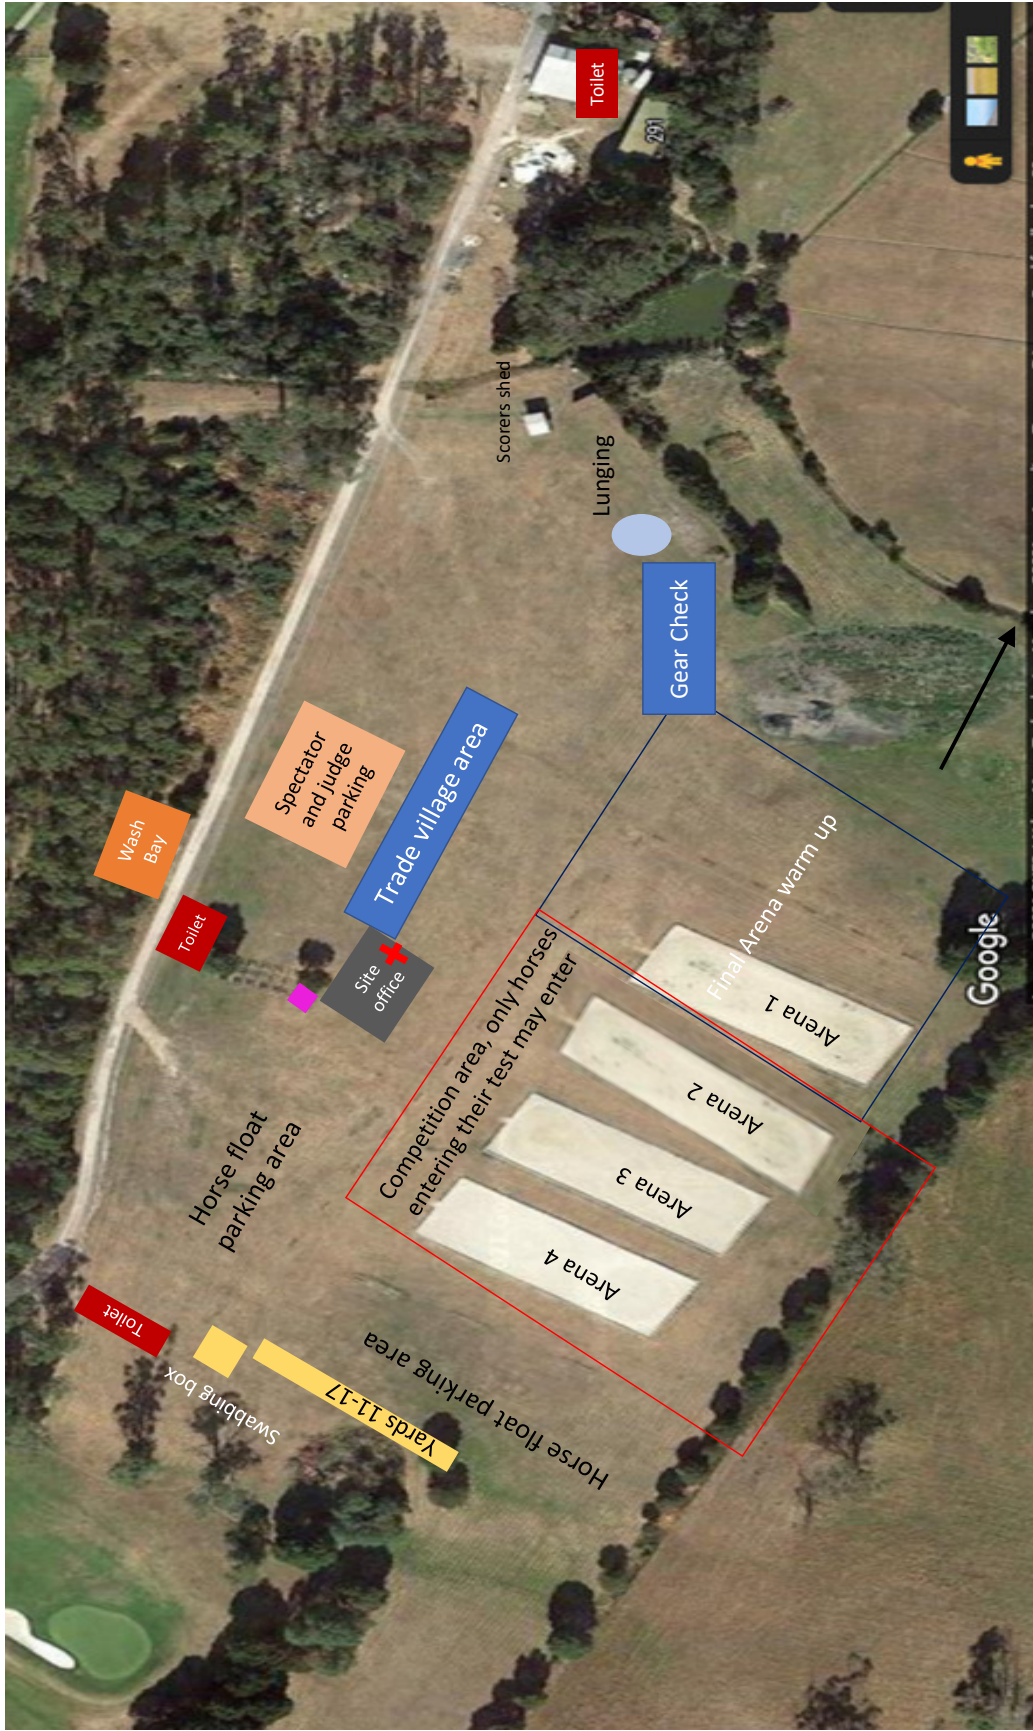 Toilet
291
Scorers shed
Lunging
Gear Check
Spectator
and judge
parking
Trade village area
Wash
Bay
Toilet
Site
office
Final Arena warm up
Google
Competition area, only horses
entering their test may enter
Arena 1
Arena 2
Arena 3
Arena 4
Horse float
parking area
Toilet
Swabbing box
Yards 11-17
Horse float parking area